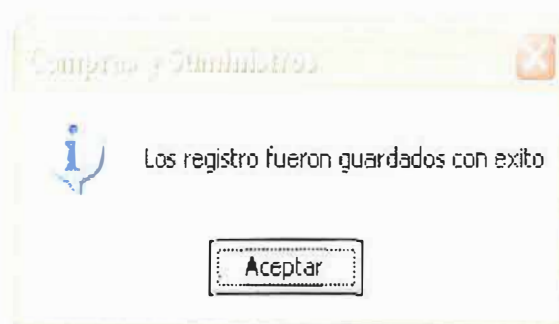 Compras y Suministros
Los registro fueron guardados con exito
Aceptar